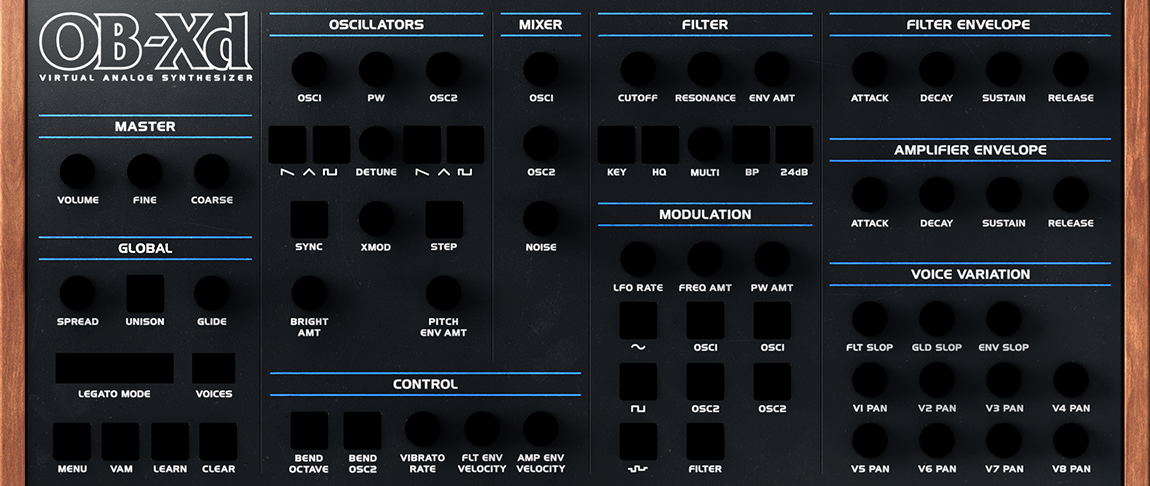 OB-Xd
VIRTUAL ANALOG SYNTHESIZER
MASTER
VOLUME FINE COARSE
GLOBAL
SPREAD UNISON GLIDE
LEGATO MODE VOICES
MENU VAM LEARN CLEAR
OSCILLATORS
OSC1 PW OSC2
DETUNE
SYNC XMOD STEP
BRIGHT PITCH
AMT ENV AMT
MIXER
OSC1
OSC2
NOISE
CONTROL
BEND BEND VIBRATO FLT ENV AMP ENV
OCTAVE OSC2 RATE VELOCITY VELOCITY
FILTER
CUTOFF RESONANCE ENV AMT
KEY HQ MULTI BP 24dB
MODULATION
LFO RATE FREQ AMT PW AMT
OSC1 OSC1
OSC2 OSC2
FILTER
FILTER ENVELOPE
ATTACK DECAY SUSTAIN RELEASE
AMPLIFIER ENVELOPE
ATTACK DECAY SUSTAIN RELEASE
VOICE VARIATION
FLT SLOP GLD SLOP ENV SLOP
V1 PAN V2 PAN V3 PAN V4 PAN
V5 PAN V6 PAN V7 PAN V8 PAN